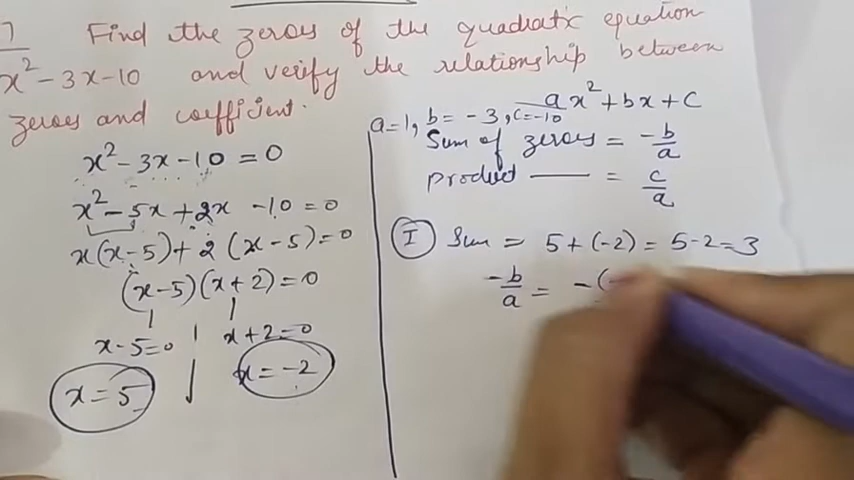 7 Find the zeroes of the quadratic equation
x² - 3x - 10 and verify the relationship between
zeroes and coefficient.
x² - 3x - 10 = 0
x² - 5x + 2x - 10 = 0
x(x - 5) + 2(x - 5) = 0
(x - 5)(x + 2) = 0
x - 5 = 0 x + 2 = 0
x = 5 x = -2
ax² + bx + c
a = 1, b = -3, c = -10
Sum of zeroes = -b/a
product —— = c/a
I Sum = 5 + (-2) = 5 - 2 = 3
-b/a = -(-